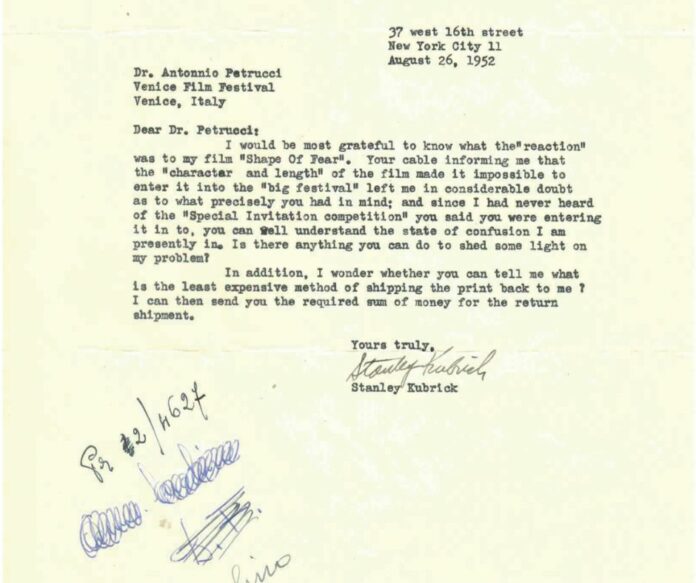 37 west 16th street
New York City 11
August 26, 1952
Dr. Antonnio Petrucci
Venice Film Festival
Venice, Italy
Dear Dr. Petrucci:
I would be most grateful to know what the"reaction"
was to my film "Shape Of Fear". Your cable informing me that
the "character and length" of the film made it impossible to
enter it into the "big festival" left me in considerable doubt
as to what precisely you had in mind; and since I had never heard
of the "Special Invitation competition" you said you were entering
it in to, you can well understand the state of confusion I am
presently in. Is there anything you can do to shed some light on
my problem?
In addition, I wonder whether you can tell me what
is the least expensive method of shipping the print back to me ?
I can then send you the required sum of money for the return
shipment.
Yours truly,
Stanley Kubrick
Stanley Kubrick